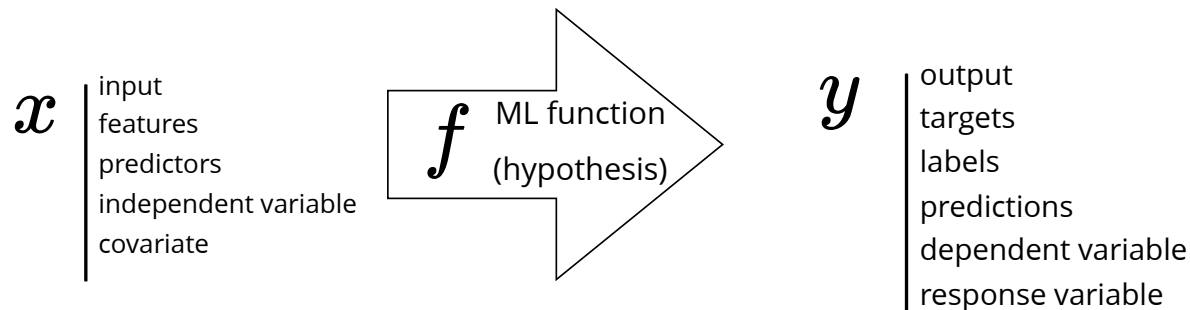 x
input
features
predictors
independent variable
covariate
f
ML function
(hypothesis)
y
output
targets
labels
predictions
dependent variable
response variable